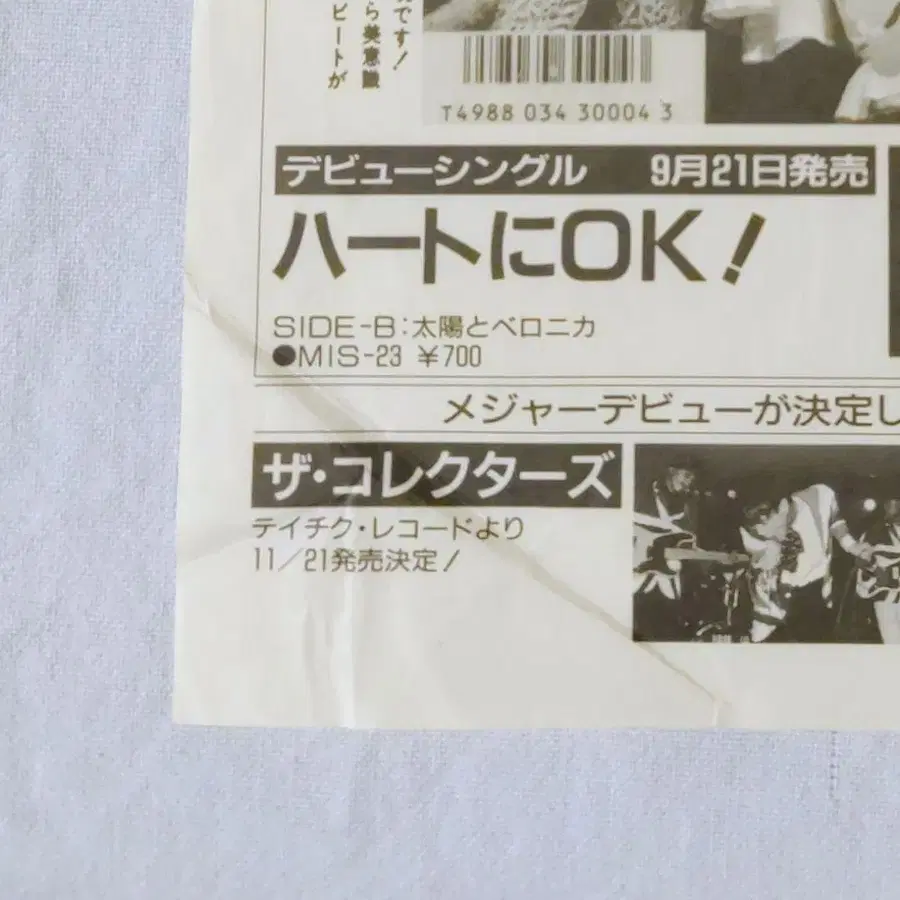 す!
ら美意識
ビートが
T4988 034 30004 3
デビューシングル 9月21日発売
ハートにOK!
SIDE-B:太陽とベロニカ
●MIS-23 ¥700
メジャーデビューが決定し
ザ・コレクターズ
テイチク・レコードより
11/21発売決定!